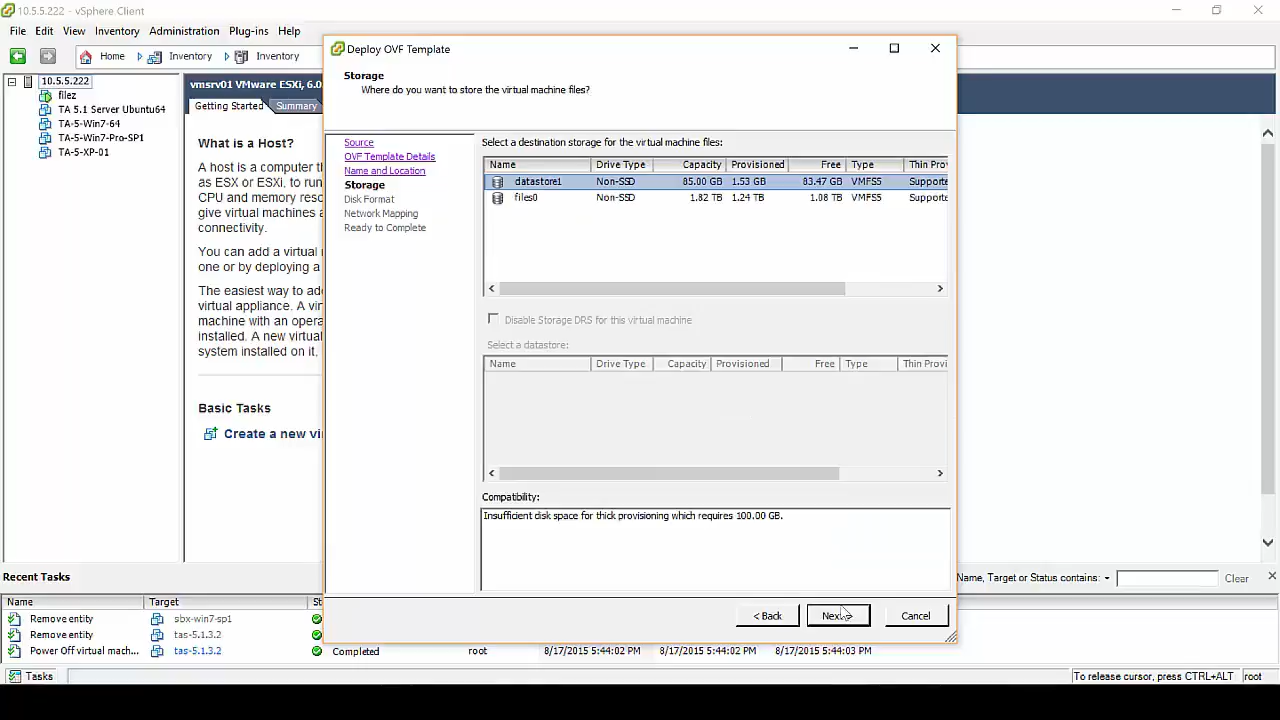 10.5.5.222 - vSphere Client
File Edit View Inventory Administration Plug-ins Help
Home Inventory Inventory
10.5.5.222
filez
TA 5.1 Server Ubuntu64
TA-5-Win7-64
TA-5-Win7-Pro-SP1
TA-5-XP-01
vmsrv01 VMware ESXi, 6.0
Getting Started Summary
What is a Host?
A host is a computer th
as ESX or ESXi, to run
CPU and memory reso
give virtual machines a
connectivity.
You can add a virtual m
one or by deploying a
The easiest way to add
virtual appliance. A vir
machine with an opera
installed. A new virtual
system installed on it,
Basic Tasks
Create a new vi
Deploy OVF Template
Storage
Where do you want to store the virtual machine files?
Source
OVF Template Details
Name and Location
Storage
Disk Format
Network Mapping
Ready to Complete
Select a destination storage for the virtual machine files:
Name Drive Type Capacity Provisioned Free Type Thin Pro
datastore1 Non-SSD 85.00 GB 1.53 GB 83.47 GB VMFS5 Supporte
files0 Non-SSD 1.82 TB 1.24 TB 1.08 TB VMFS5 Supporte
Disable Storage DRS for this virtual machine
Select a datastore:
Name Drive Type Capacity Provisioned Free Type Thin Provi
Compatibility:
Insufficient disk space for thick provisioning which requires 100.00 GB.
< Back Next > Cancel
Recent Tasks
Name, Target or Status contains: Clear
Name Target St
Remove entity sbx-win7-sp1
Remove entity tas-5.1.3.2
Power Off virtual mach... tas-5.1.3.2 Completed root 8/17/2015 5:44:02 PM 8/17/2015 5:44:02 PM 8/17/2015 5:44:03 PM
Tasks
To release cursor, press CTRL+ALT root